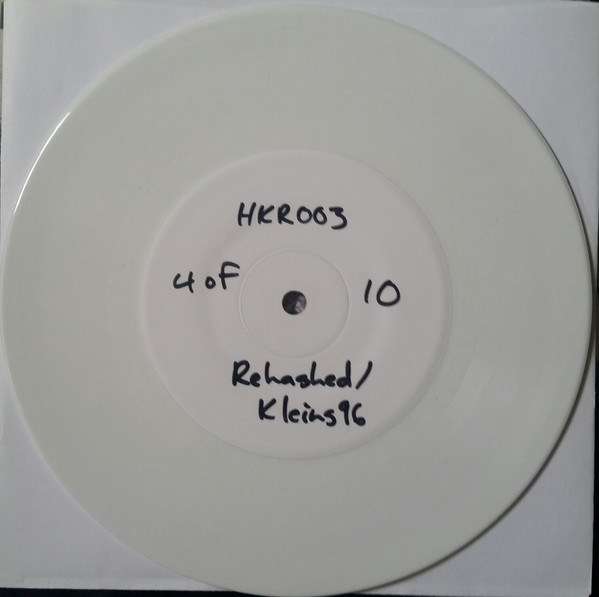 HKR003
4 of 10
Rehashed/
Kleins96